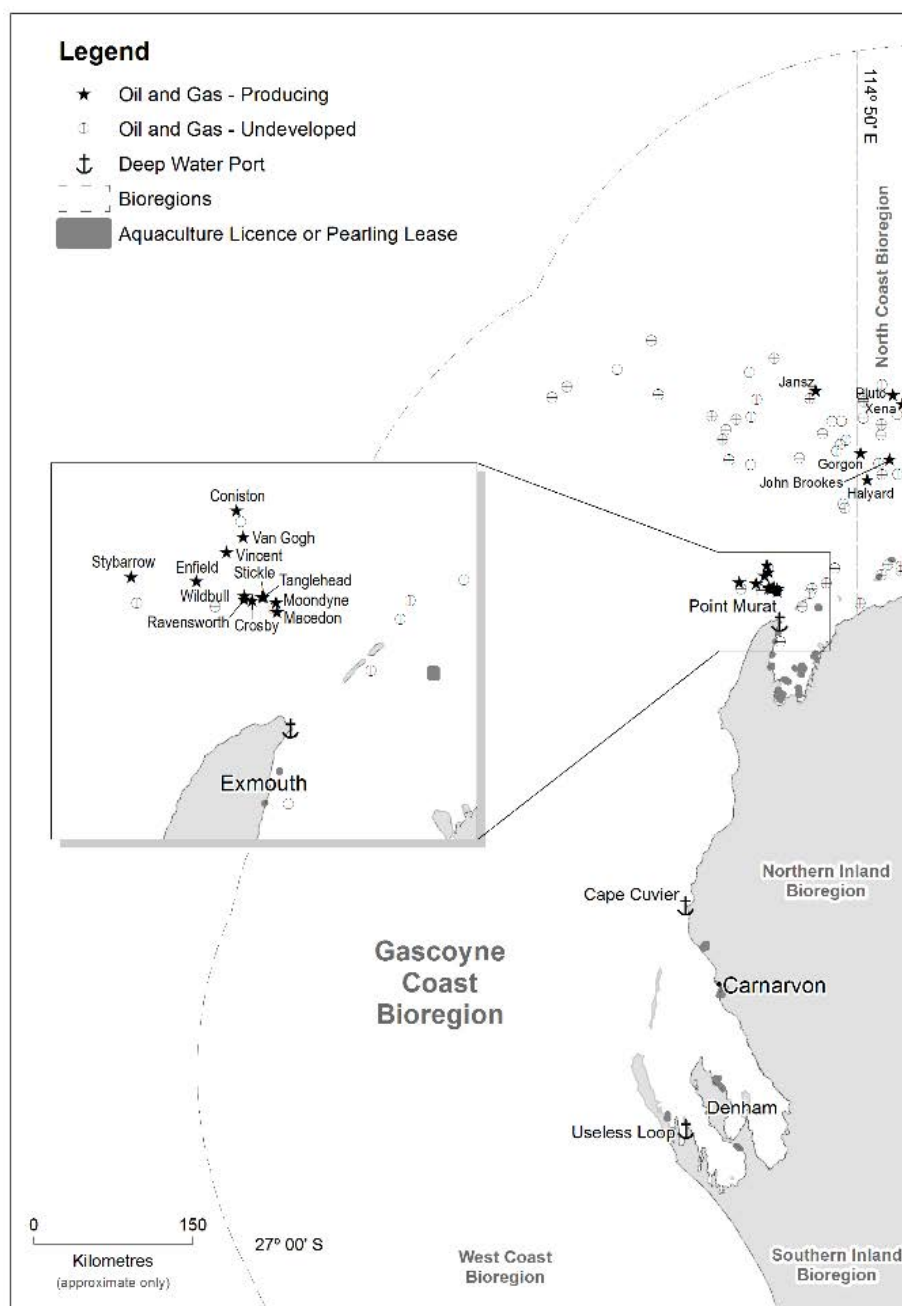 Legend
Oil and Gas - Producing
Oil and Gas - Undeveloped
Deep Water Port
Bioregions
Aquaculture Licence or Pearling Lease
114° 50' E
North Coast Bioregion
Jansz
Pluto
Xena
Gorgon
John Brookes
Halyard
Coniston
Van Gogh
Vincent
Stybarrow
Enfield
Stickle
Tanglehead
Wildbull
Moondyne
Ravensworth
Crosby
Macedon
Point Murat
Exmouth
Northern Inland
Bioregion
Cape Cuvier
Gascoyne
Coast
Bioregion
Carnarvon
Denham
Useless Loop
0 150
Kilometres
(approximate only)
27° 00' S
West Coast
Bioregion
Southern Inland
Bioregion